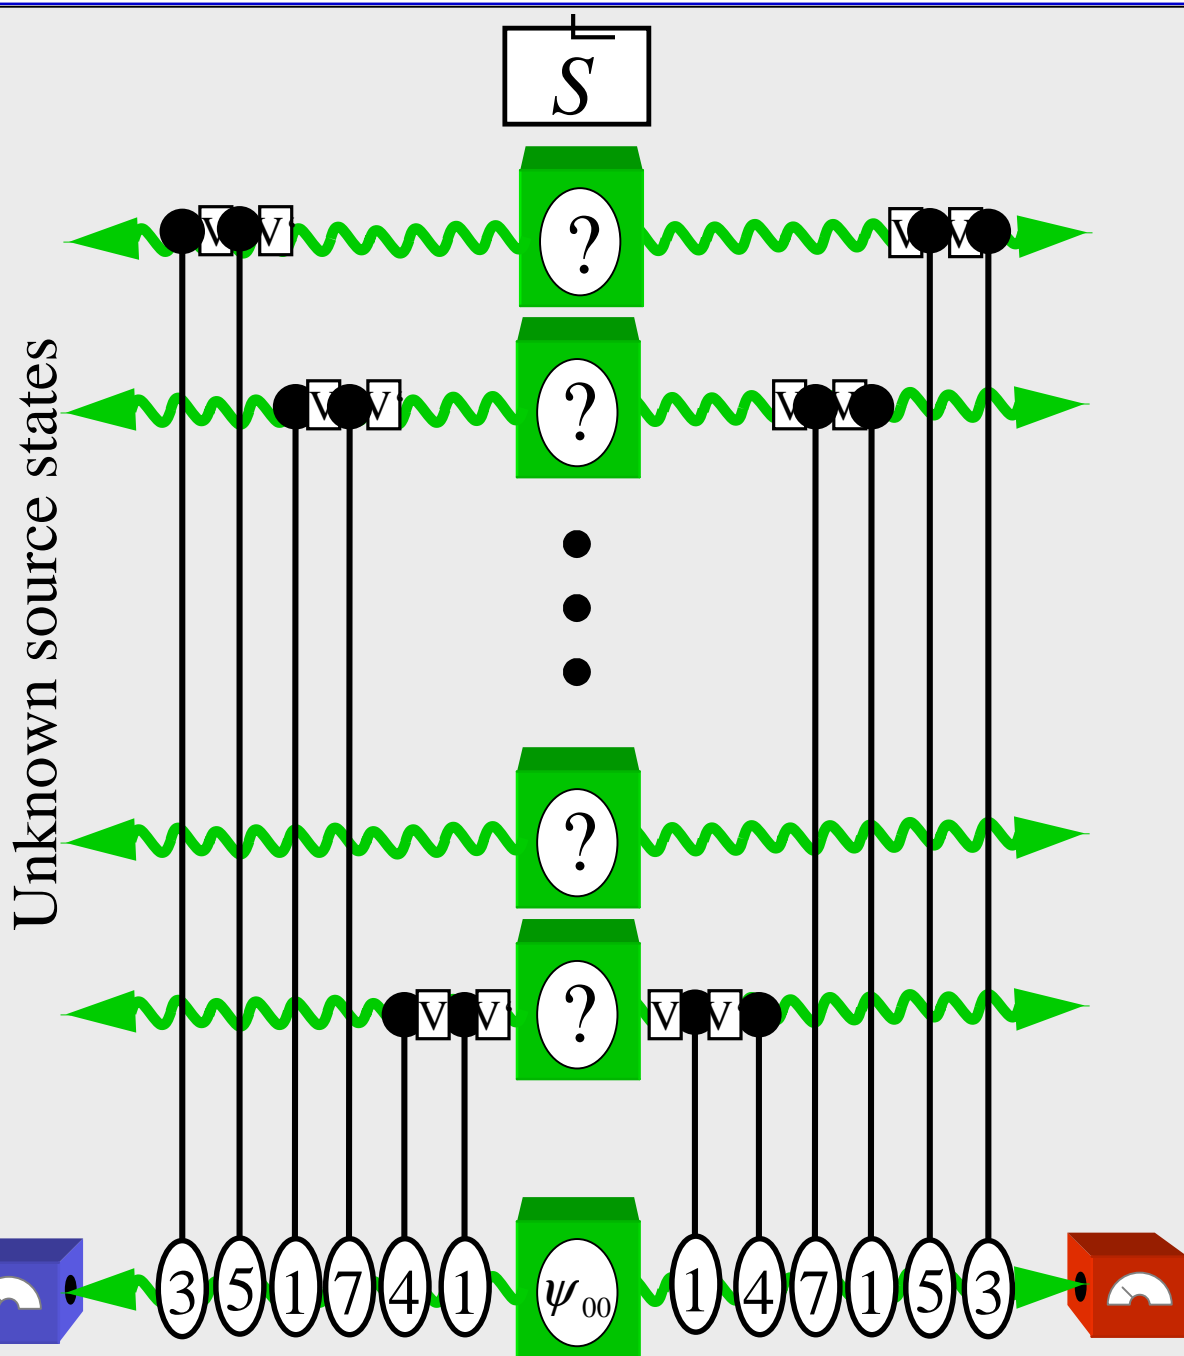 S
V V‘ ? V V
V V‘ ? V V
Unknown source states
?
V V‘ ? V V‘
3 5 1 7 4 1 ψ00 1 4 7 1 5 3